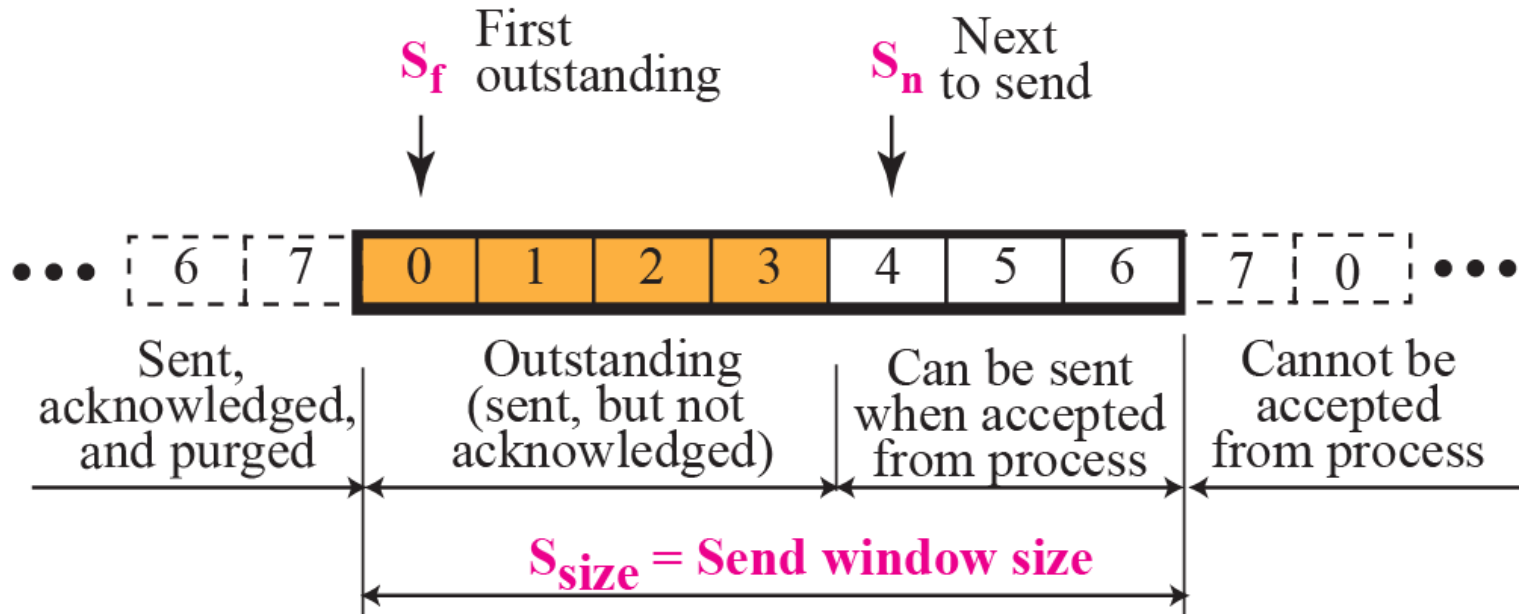 First
outstanding
Sf
Next
to send
Sn
••• 6 7 0 1 2 3 4 5 6 7 0 •••
Sent,
acknowledged,
and purged
Outstanding
(sent, but not
acknowledged)
Can be sent
when accepted
from process
Cannot be
accepted
from process
Ssize = Send window size